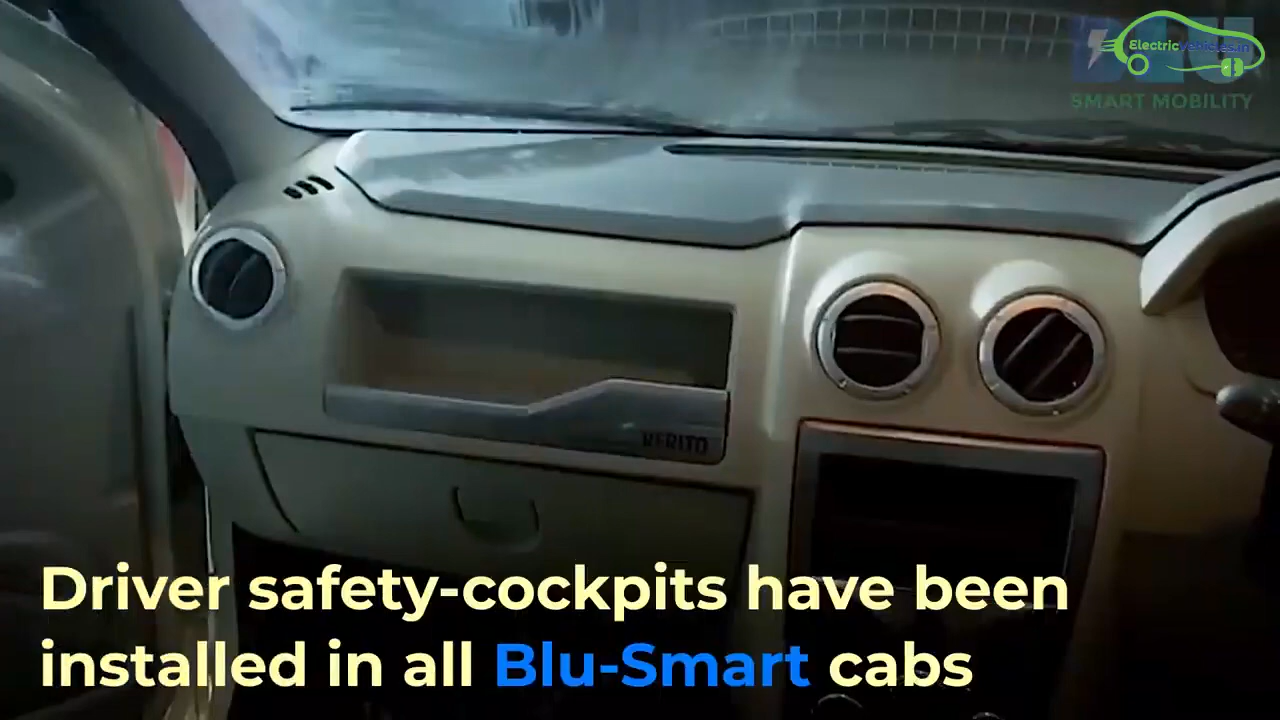 ElectricVehicles.in
SMART MOBILITY
VERITO
Driver safety-cockpits have been
installed in all Blu-Smart cabs